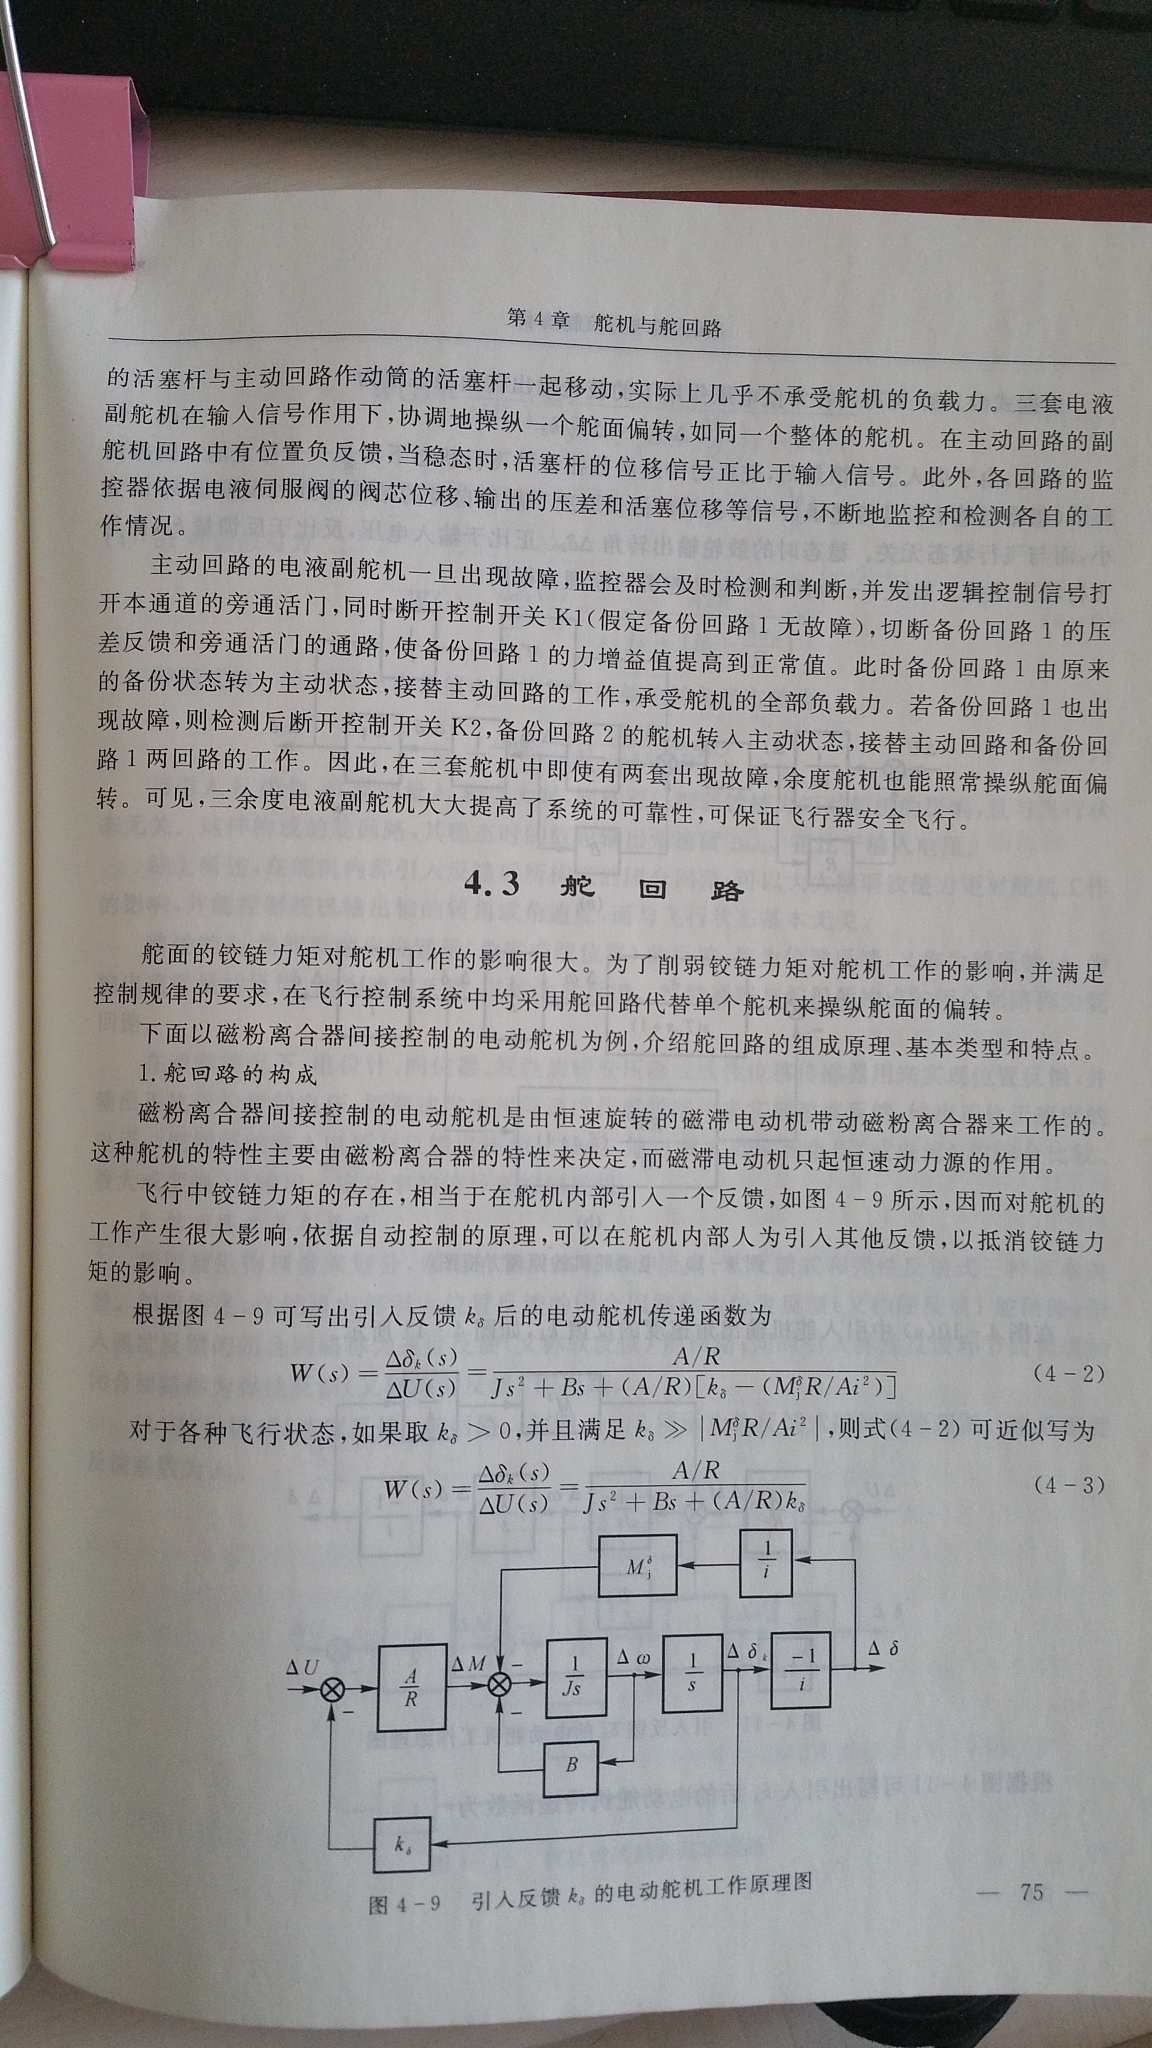 第4章 舵机与舵回路
的活塞杆与主动回路作动筒的活塞杆一起移动,实际上几乎不承受舵机的负载力。三套电液
副舵机在输入信号作用下,协调地操纵一个舵面偏转,如同一个整体的舵机。在主动回路的副
舵机回路中有位置负反馈,当稳态时,活塞杆的位移信号正比于输入信号。此外,各回路的监
控器依据电液伺服阀的阀芯位移、输出的压差和活塞位移等信号,不断地监控和检测各自的工
作情况。
主动回路的电液副舵机一旦出现故障,监控器会及时检测和判断,并发出逻辑控制信号打
开本通道的旁通活门,同时断开控制开关 K1(假定备份回路 1 无故障),切断备份回路 1 的压
差反馈和旁通活门的通路,使备份回路 1 的力增益值提高到正常值。此时备份回路 1 由原来
的备份状态转为主动状态,接替主动回路的工作,承受舵机的全部负载力。若备份回路 1 也出
现故障,则检测后断开控制开关 K2,备份回路 2 的舵机转入主动状态,接替主动回路和备份回
路 1 两回路的工作。因此,在三套舵机中即使有两套出现故障,余度舵机也能照常操纵舵面偏
转。可见,三余度电液副舵机大大提高了系统的可靠性,可保证飞行器安全飞行。
4.3 舵 回 路
舵面的铰链力矩对舵机工作的影响很大。为了削弱铰链力矩对舵机工作的影响,并满足
控制规律的要求,在飞行控制系统中均采用舵回路代替单个舵机来操纵舵面的偏转。
下面以磁粉离合器间接控制的电动舵机为例,介绍舵回路的组成原理、基本类型和特点。
1. 舵回路的构成
磁粉离合器间接控制的电动舵机是由恒速旋转的磁滞电动机带动磁粉离合器来工作的。
这种舵机的特性主要由磁粉离合器的特性来决定,而磁滞电动机只起恒速动力源的作用。
飞行中铰链力矩的存在,相当于在舵机内部引入一个反馈,如图 4-9 所示,因而对舵机的
工作产生很大影响,依据自动控制的原理,可以在舵机内部人为引入其他反馈,以抵消铰链力
矩的影响。
根据图 4-9 可写出引入反馈 kδ 后的电动舵机传递函数为
W(s) = Δδk(s)/ΔU(s) = (A/R)/(Js² + Bs + (A/R)[kδ − (Mjδ R/Ai²)]) (4-2)
对于各种飞行状态,如果取 kδ > 0,并且满足 kδ ≫ |Mjδ R/Ai²|,则式(4-2)可近似写为
W(s) = Δδk(s)/ΔU(s) = (A/R)/(Js² + Bs + (A/R)kδ) (4-3)
Mjδ 1/i
ΔU − A/R ΔM − 1/Js Δω 1/s Δδk −1/i Δδ
− B
kδ
图 4-9 引入反馈 kδ 的电动舵机工作原理图
— 75 —